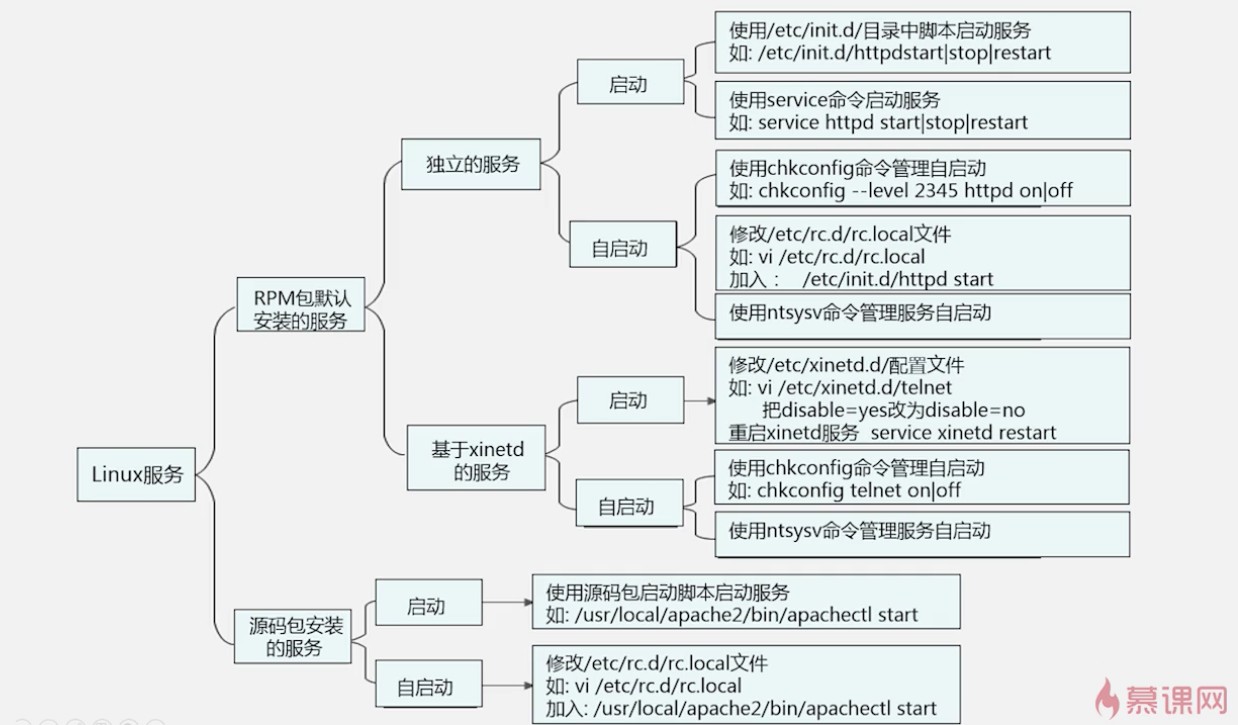 使用/etc/init.d/目录中脚本启动服务
如: /etc/init.d/httpdstart|stop|restart
启动
使用service命令启动服务
如: service httpd start|stop|restart
独立的服务
使用chkconfig命令管理自启动
如: chkconfig --level 2345 httpd on|off
自启动
修改/etc/rc.d/rc.local文件
如: vi /etc/rc.d/rc.local
加入： /etc/init.d/httpd start
使用ntsysv命令管理服务自启动
RPM包默认
安装的服务
修改/etc/xinetd.d/配置文件
如: vi /etc/xinetd.d/telnet
把disable=yes改为disable=no
重启xinetd服务 service xinetd restart
启动
基于xinetd
的服务
使用chkconfig命令管理自启动
如: chkconfig telnet on|off
自启动
使用ntsysv命令管理服务自启动
Linux服务
启动
使用源码包启动脚本启动服务
如: /usr/local/apache2/bin/apachectl start
源码包安装
的服务
自启动
修改/etc/rc.d/rc.local文件
如: vi /etc/rc.d/rc.local
加入: /usr/local/apache2/bin/apachectl start
慕课网